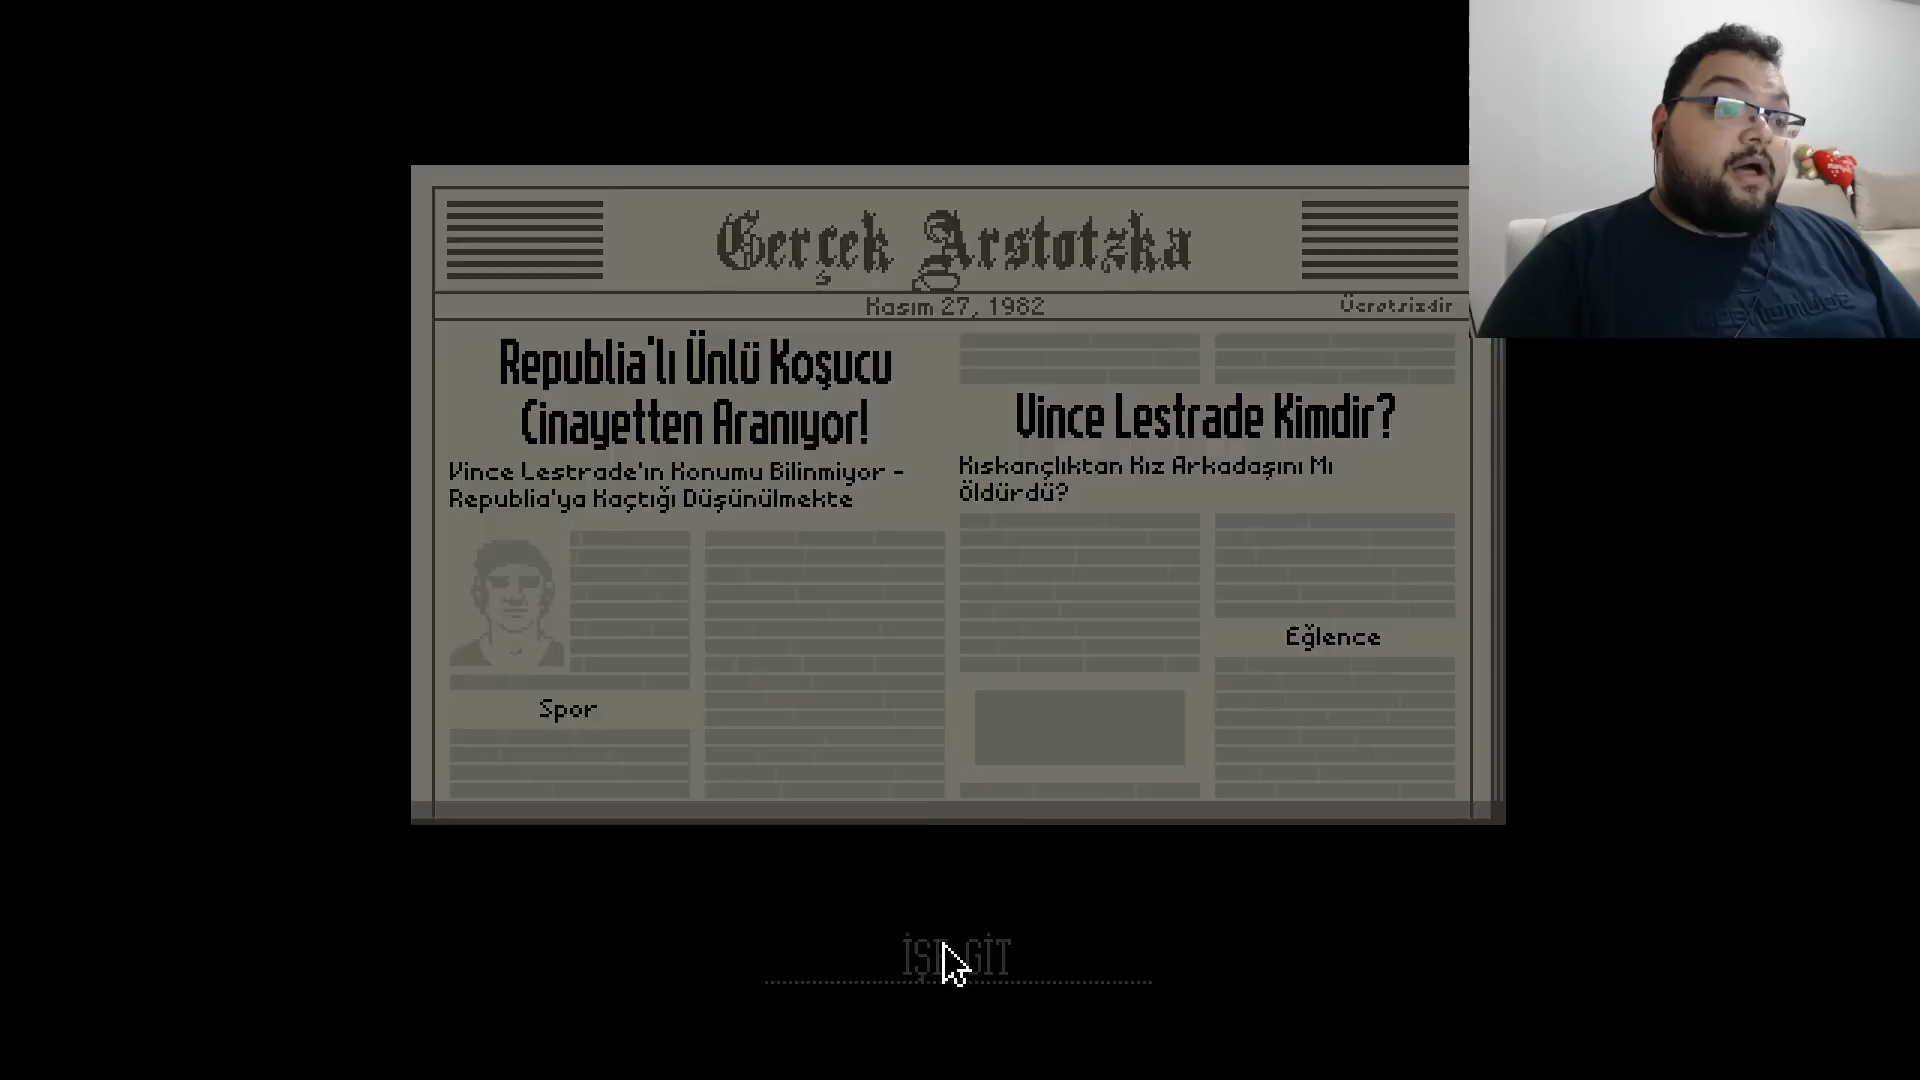 Gerçek Arstotzka
Kasım 27, 1982
Ücretsizdir
Republia'lı Ünlü Koşucu
Cinayetten Aranıyor!
Vince Lestrade'ın Konumu Bilinmiyor -
Republia'ya Kaçtığı Düşünülmekte
Spor
Vince Lestrade Kimdir?
Kıskançlıktan Kız Arkadaşını Mı
Öldürdü?
Eğlence
İŞE GİT